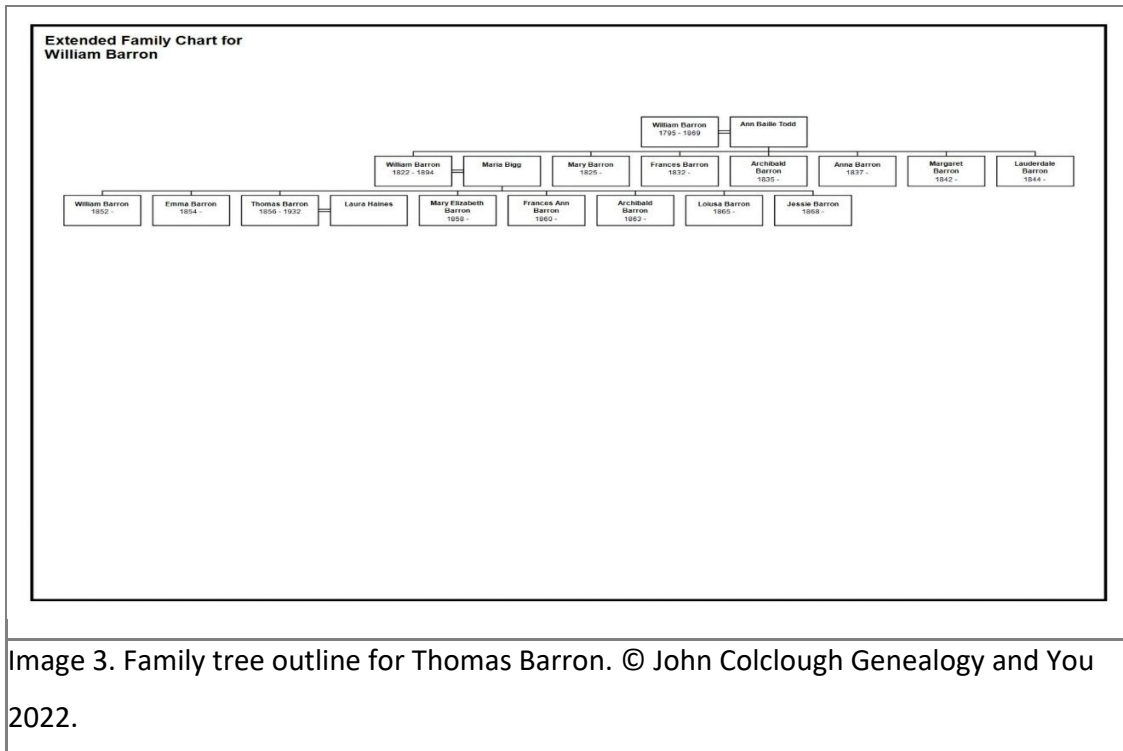 Extended Family Chart for
William Barron
William Barron
1795 - 1869
Ann Bailie Todd
William Barron
1822 - 1894
Maria Bigg
Mary Barron
1825 -
Frances Barron
1832 -
Archibald
Barron
1835 -
Anna Barron
1837 -
Margaret
Barron
1842 -
Lauderdale
Barron
1844 -
William Barron
1852 -
Emma Barron
1854 -
Thomas Barron
1856 - 1932
Laura Haines
Mary Elizabeth
Barron
1858 -
Frances Ann
Barron
1860 -
Archibald
Barron
1863 -
Loiusa Barron
1865 -
Jessie Barron
1868 -
Image 3. Family tree outline for Thomas Barron. © John Colclough Genealogy and You
2022.